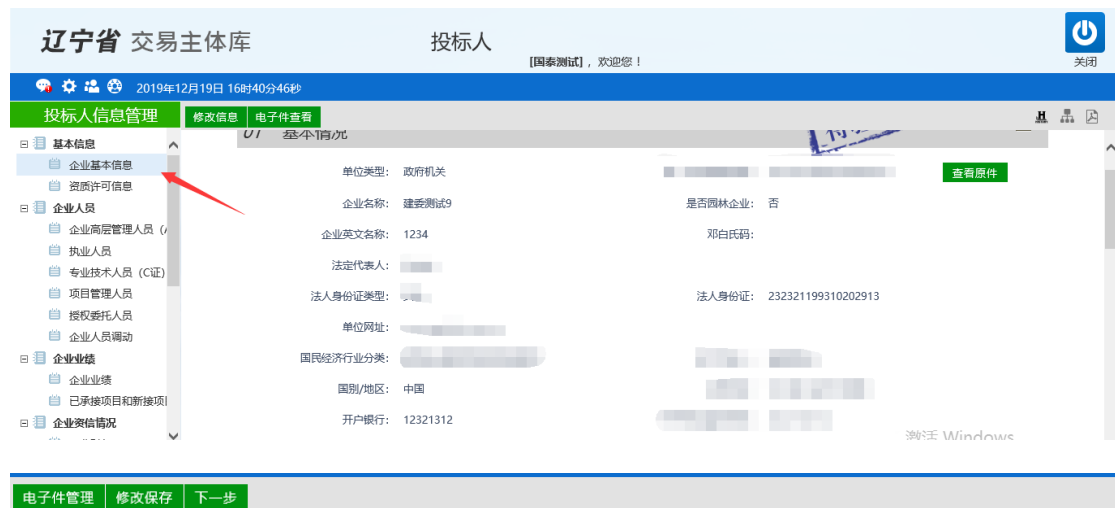 辽宁省 交易主体库 投标人
[国泰测试]，欢迎您！ 关闭
2019年12月19日 16时40分46秒
投标人信息管理 修改信息 电子件查看
基本信息 07 基本情况
企业基本信息 单位类型： 政府机关 查看原件
资质许可信息
企业人员 企业名称： 建委测试9 是否园林企业： 否
企业高层管理人员（ 企业英文名称： 1234 邓白氏码：
执业人员
专业技术人员（C证） 法定代表人：
项目管理人员 法人身份证类型： 法人身份证： 232321199310202913
授权委托人员
企业人员调动 单位网址：
企业业绩 国民经济行业分类：
企业业绩 国别/地区： 中国
已承接项目和新接项
企业资信情况 开户银行： 12321312
激活 Windows
电子件管理 修改保存 下一步